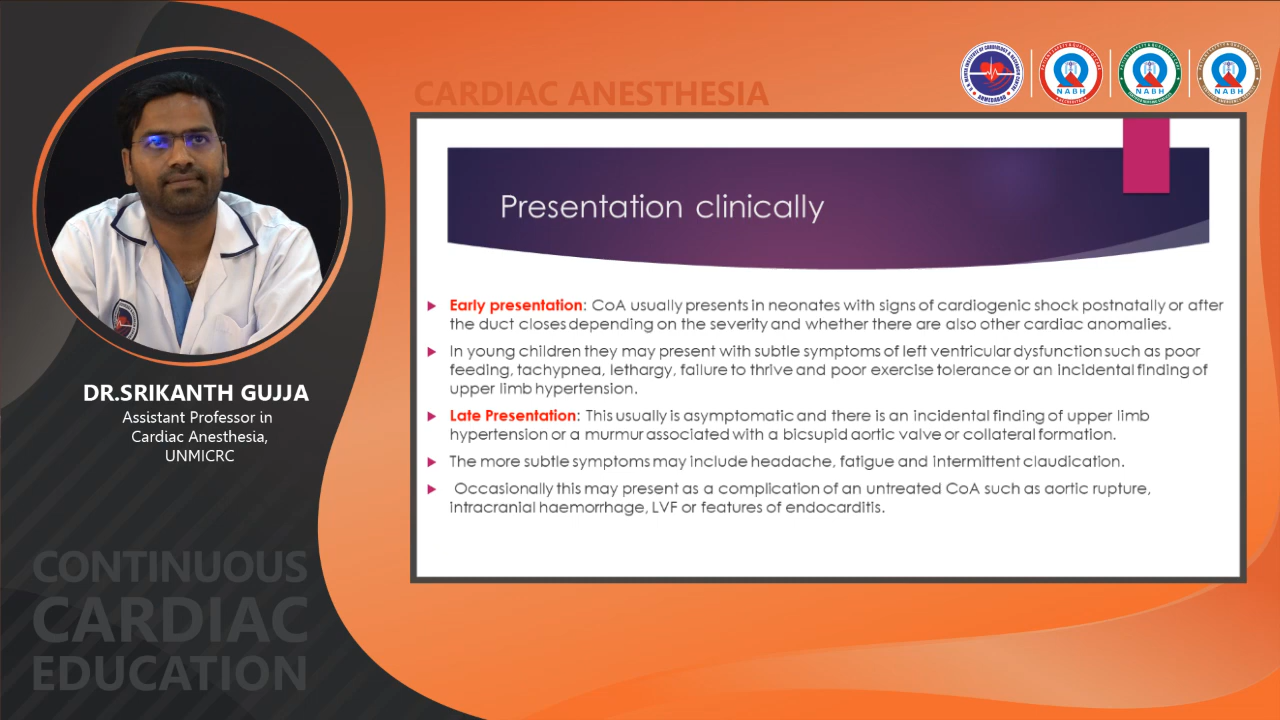 CARDIAC ANESTHESIA
NABH
NABH
NABH
Presentation clinically
Early presentation: CoA usually presents in neonates with signs of cardiogenic shock postnatally or after
the duct closes depending on the severity and whether there are also other cardiac anomalies.
In young children they may present with subtle symptoms of left ventricular dysfunction such as poor
feeding, tachypnea, lethargy, failure to thrive and poor exercise tolerance or an incidental finding of
upper limb hypertension.
Late Presentation: This usually is asymptomatic and there is an incidental finding of upper limb
hypertension or a murmur associated with a bicsupid aortic valve or collateral formation.
The more subtle symptoms may include headache, fatigue and intermittent claudication.
Occasionally this may present as a complication of an untreated CoA such as aortic rupture,
intracranial haemorrhage, LVF or features of endocarditis.
DR.SRIKANTH GUJJA
Assistant Professor in
Cardiac Anesthesia,
UNMICRC
CONTINUOUS
CARDIAC
EDUCATION